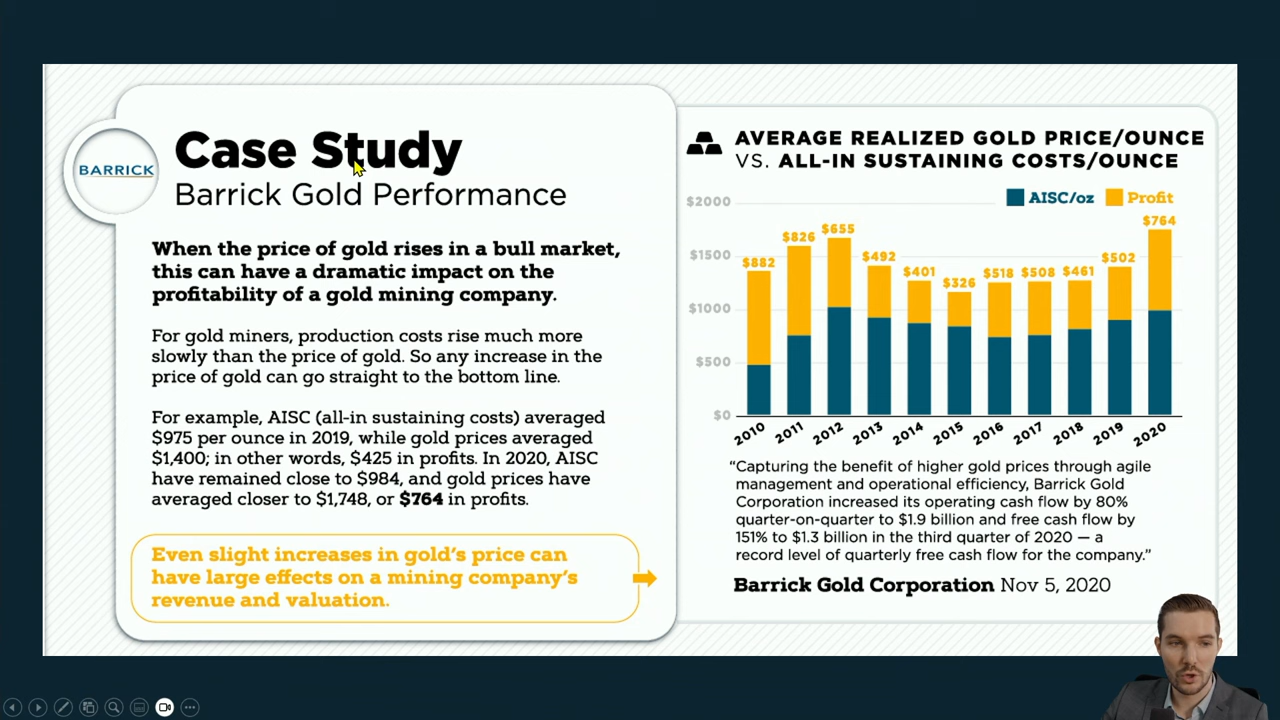 BARRICK
Case Study
Barrick Gold Performance
When the price of gold rises in a bull market,
this can have a dramatic impact on the
profitability of a gold mining company.
For gold miners, production costs rise much more
slowly than the price of gold. So any increase in the
price of gold can go straight to the bottom line.
For example, AISC (all-in sustaining costs) averaged
$975 per ounce in 2019, while gold prices averaged
$1,400; in other words, $425 in profits. In 2020, AISC
have remained close to $984, and gold prices have
averaged closer to $1,748, or $764 in profits.
Even slight increases in gold's price can
have large effects on a mining company's
revenue and valuation.
AVERAGE REALIZED GOLD PRICE/OUNCE
VS. ALL-IN SUSTAINING COSTS/OUNCE
AISC/oz Profit
$2000
$1500
$1000
$500
$0
$882 $826 $655 $492 $401 $326 $518 $508 $461 $502 $764
2010 2011 2012 2013 2014 2015 2016 2017 2018 2019 2020
“Capturing the benefit of higher gold prices through agile
management and operational efficiency, Barrick Gold
Corporation increased its operating cash flow by 80%
quarter-on-quarter to $1.9 billion and free cash flow by
151% to $1.3 billion in the third quarter of 2020 — a
record level of quarterly free cash flow for the company.”
Barrick Gold Corporation Nov 5, 2020